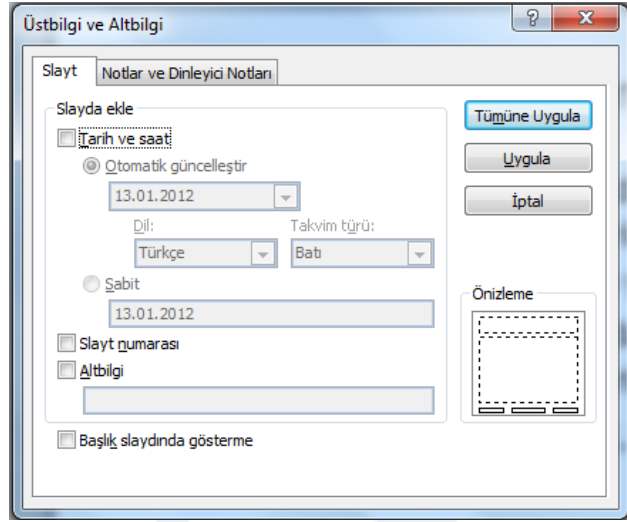 Üstbilgi ve Altbilgi
Slayt
Notlar ve Dinleyici Notları
Slayda ekle
Tarih ve saat
Otomatik güncelleştir
13.01.2012
Dil:
Takvim türü:
Türkçe
Batı
Sabit
13.01.2012
Slayt numarası
Altbilgi
Başlık slaydında gösterme
Tümüne Uygula
Uygula
İptal
Önizleme